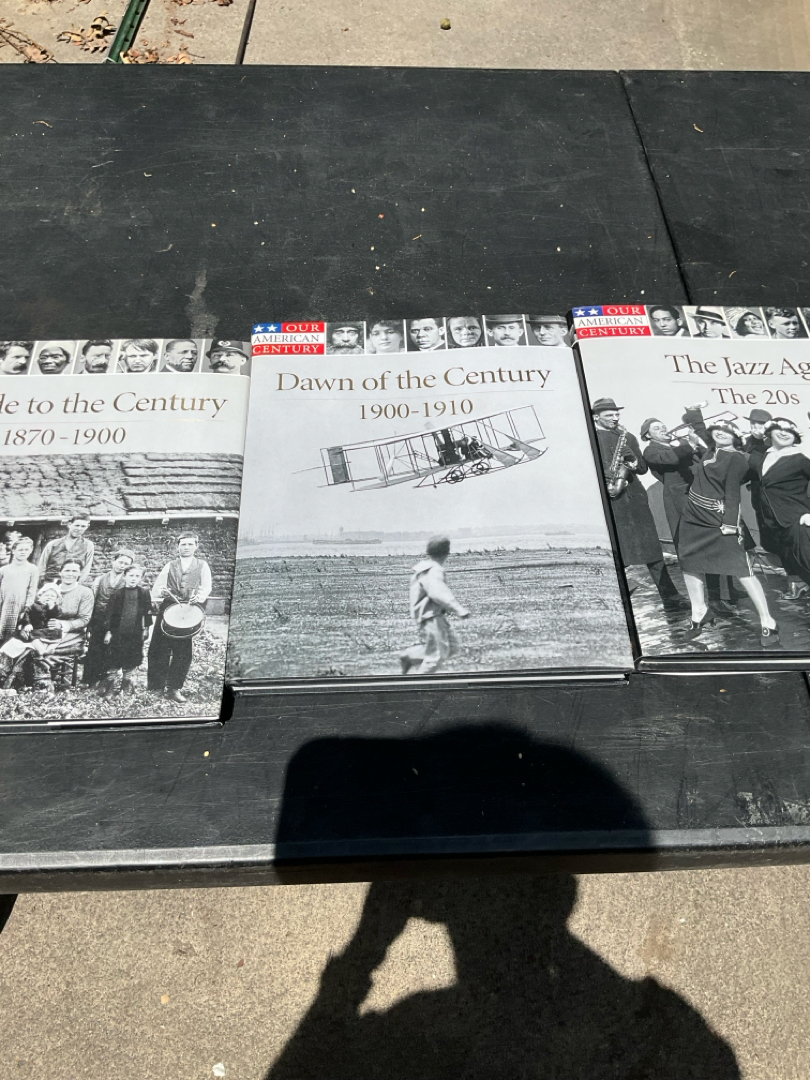 de to the Century
1870-1900
OUR
AMERICAN
CENTURY
Dawn of the Century
1900-1910
OUR
AMERICAN
CENTURY
The Jazz Ag
The 20s